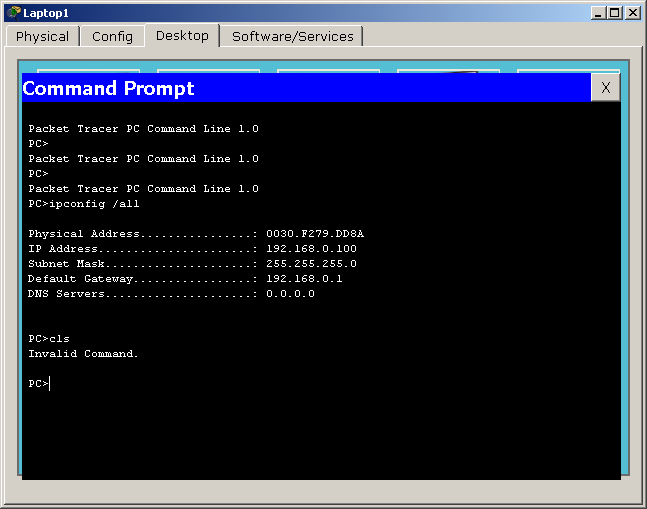 Laptop1
Physical Config Desktop Software/Services
Command Prompt X
Packet Tracer PC Command Line 1.0
PC>
Packet Tracer PC Command Line 1.0
PC>
Packet Tracer PC Command Line 1.0
PC>ipconfig /all
Physical Address................: 0030.F279.DD8A
IP Address......................: 192.168.0.100
Subnet Mask.....................: 255.255.255.0
Default Gateway.................: 192.168.0.1
DNS Servers.....................: 0.0.0.0
PC>cls
Invalid Command.
PC>